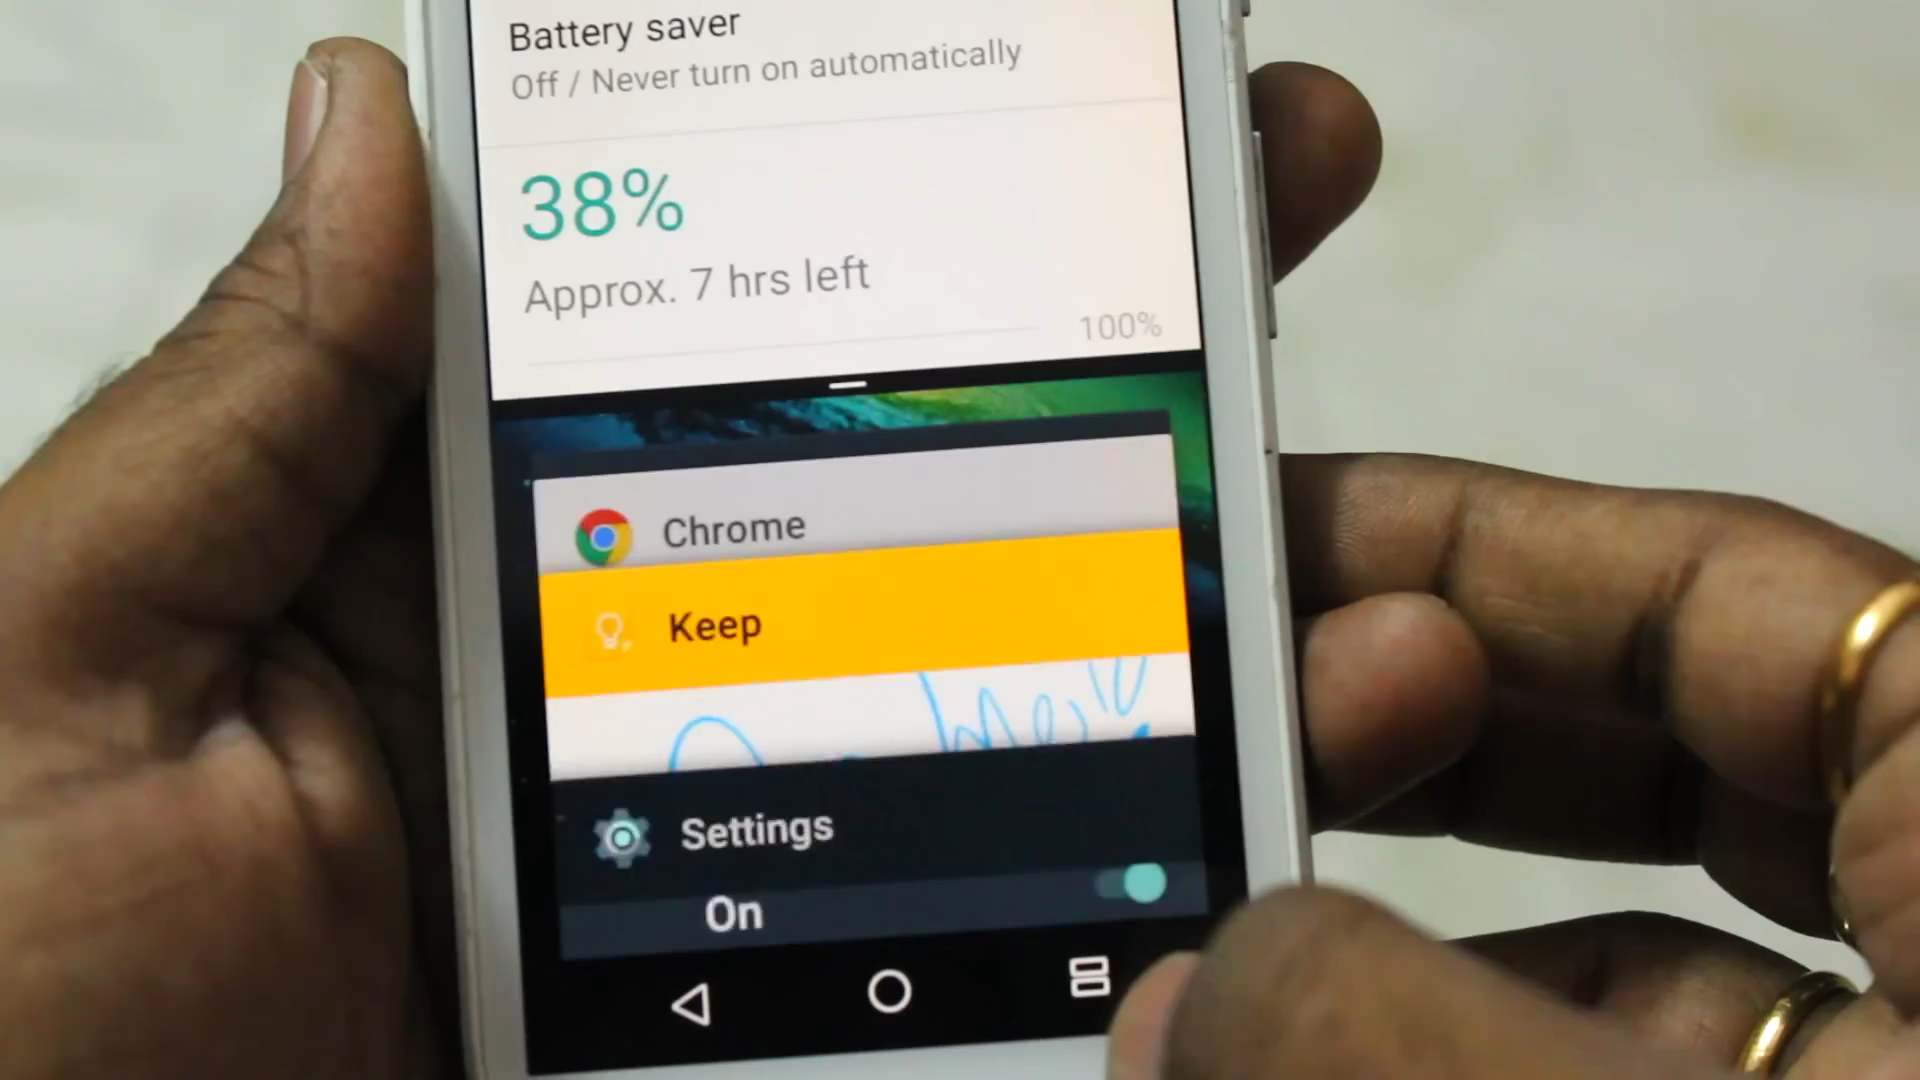 Battery saver
Off / Never turn on automatically
38%
Approx. 7 hrs left
100%
Chrome
Keep
Settings
On